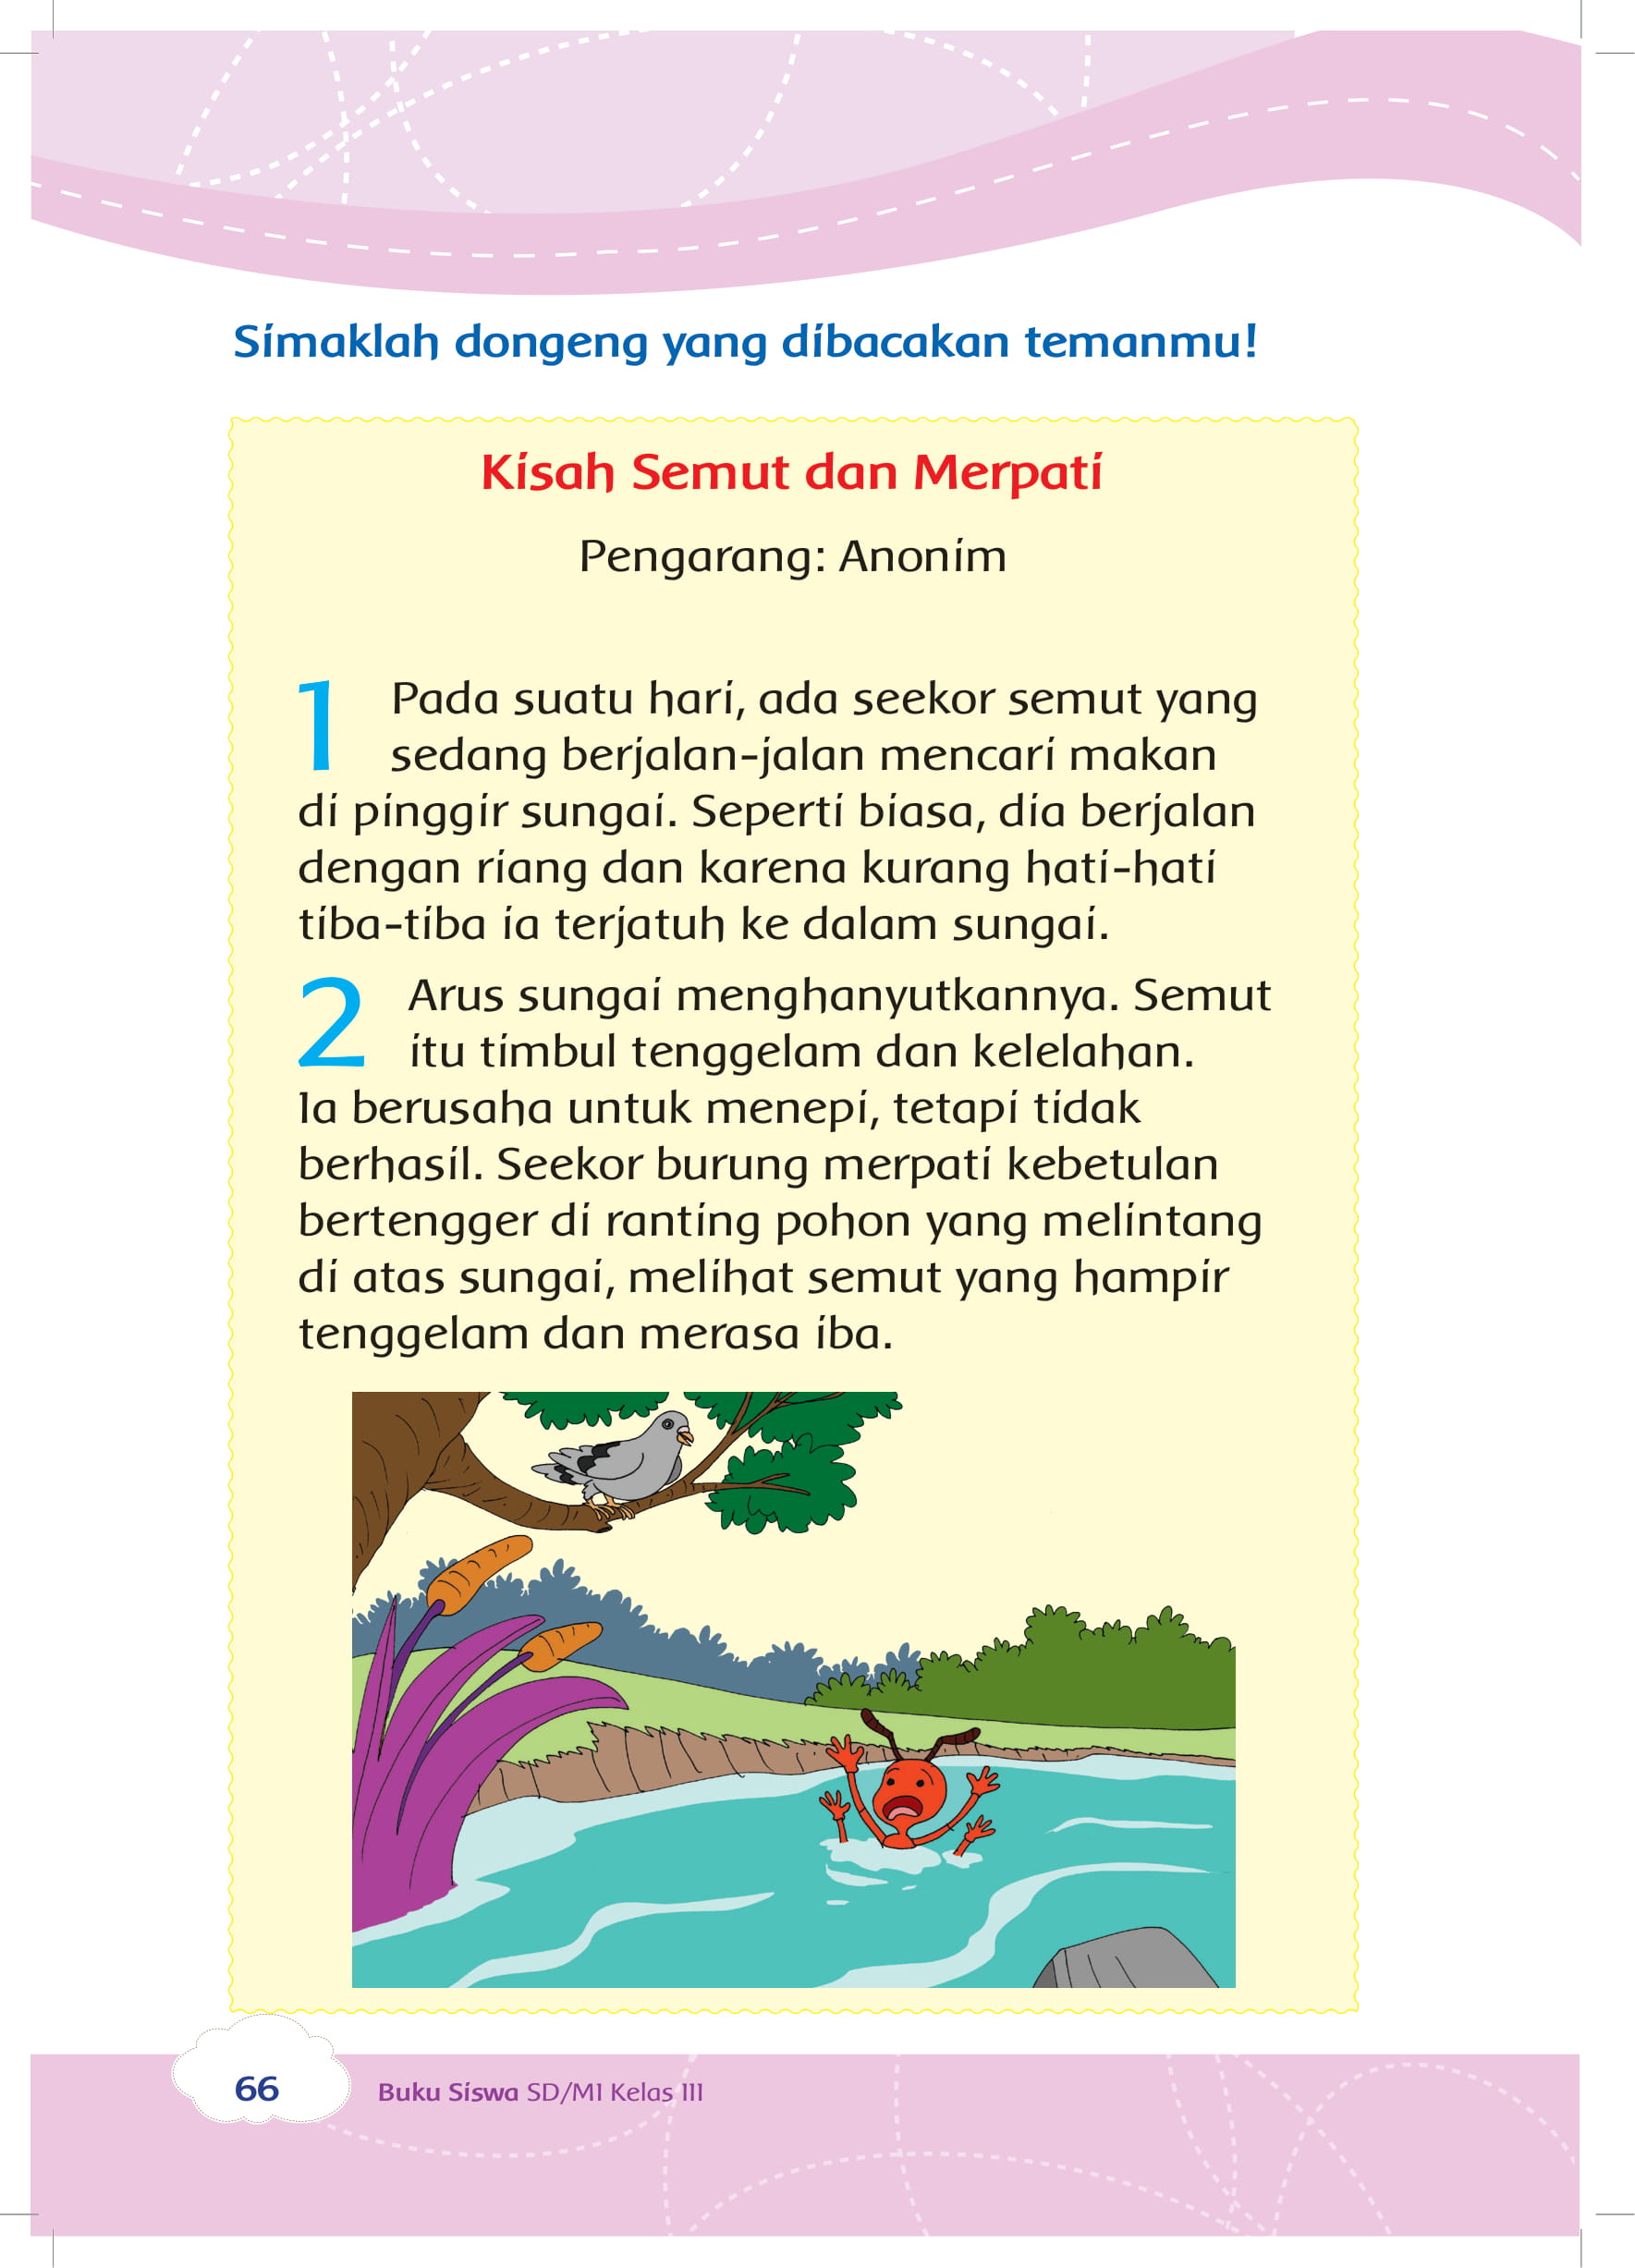 Simaklah dongeng yang dibacakan temanmu!
Kisah Semut dan Merpati
Pengarang: Anonim
1 Pada suatu hari, ada seekor semut yang
sedang berjalan-jalan mencari makan
di pinggir sungai. Seperti biasa, dia berjalan
dengan riang dan karena kurang hati-hati
tiba-tiba ia terjatuh ke dalam sungai.
2 Arus sungai menghanyutkannya. Semut
itu timbul tenggelam dan kelelahan.
Ia berusaha untuk menepi, tetapi tidak
berhasil. Seekor burung merpati kebetulan
bertengger di ranting pohon yang melintang
di atas sungai, melihat semut yang hampir
tenggelam dan merasa iba.
66 Buku Siswa SD/MI Kelas III